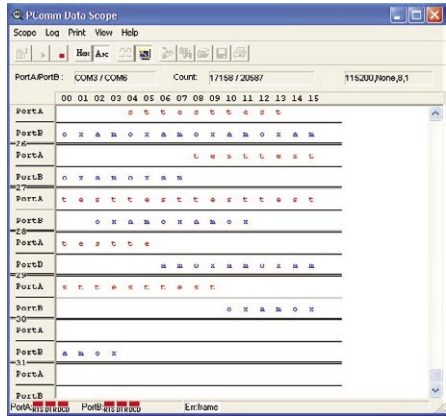 PComm Data Scope
Scope Log Print View Help
Hex Asc
PortA/PortB : COM3 / COM6 Count: 17158 / 20587 115200,None,8,1
00 01 02 03 04 05 06 07 08 09 10 11 12 13 14 15
PortA s t t e s t t e s t
PortB o x a m o x a m o x a m o x a m
26
PortA t e s t t e s t
PortB o x a m o x a m
27
PortA t e s t t e s t t e s t t e s t
PortB o x a m o x a m o x
28
PortA t e s t t e
PortB a m o x a m o x a m
29
PortA s t t e s t t e s t
PortB o x a m o x
30
PortA
PortB a m o x
31
PortA
PortB
PortA: RTS DTR DCD PortB: RTS DTR DCD Err:frame